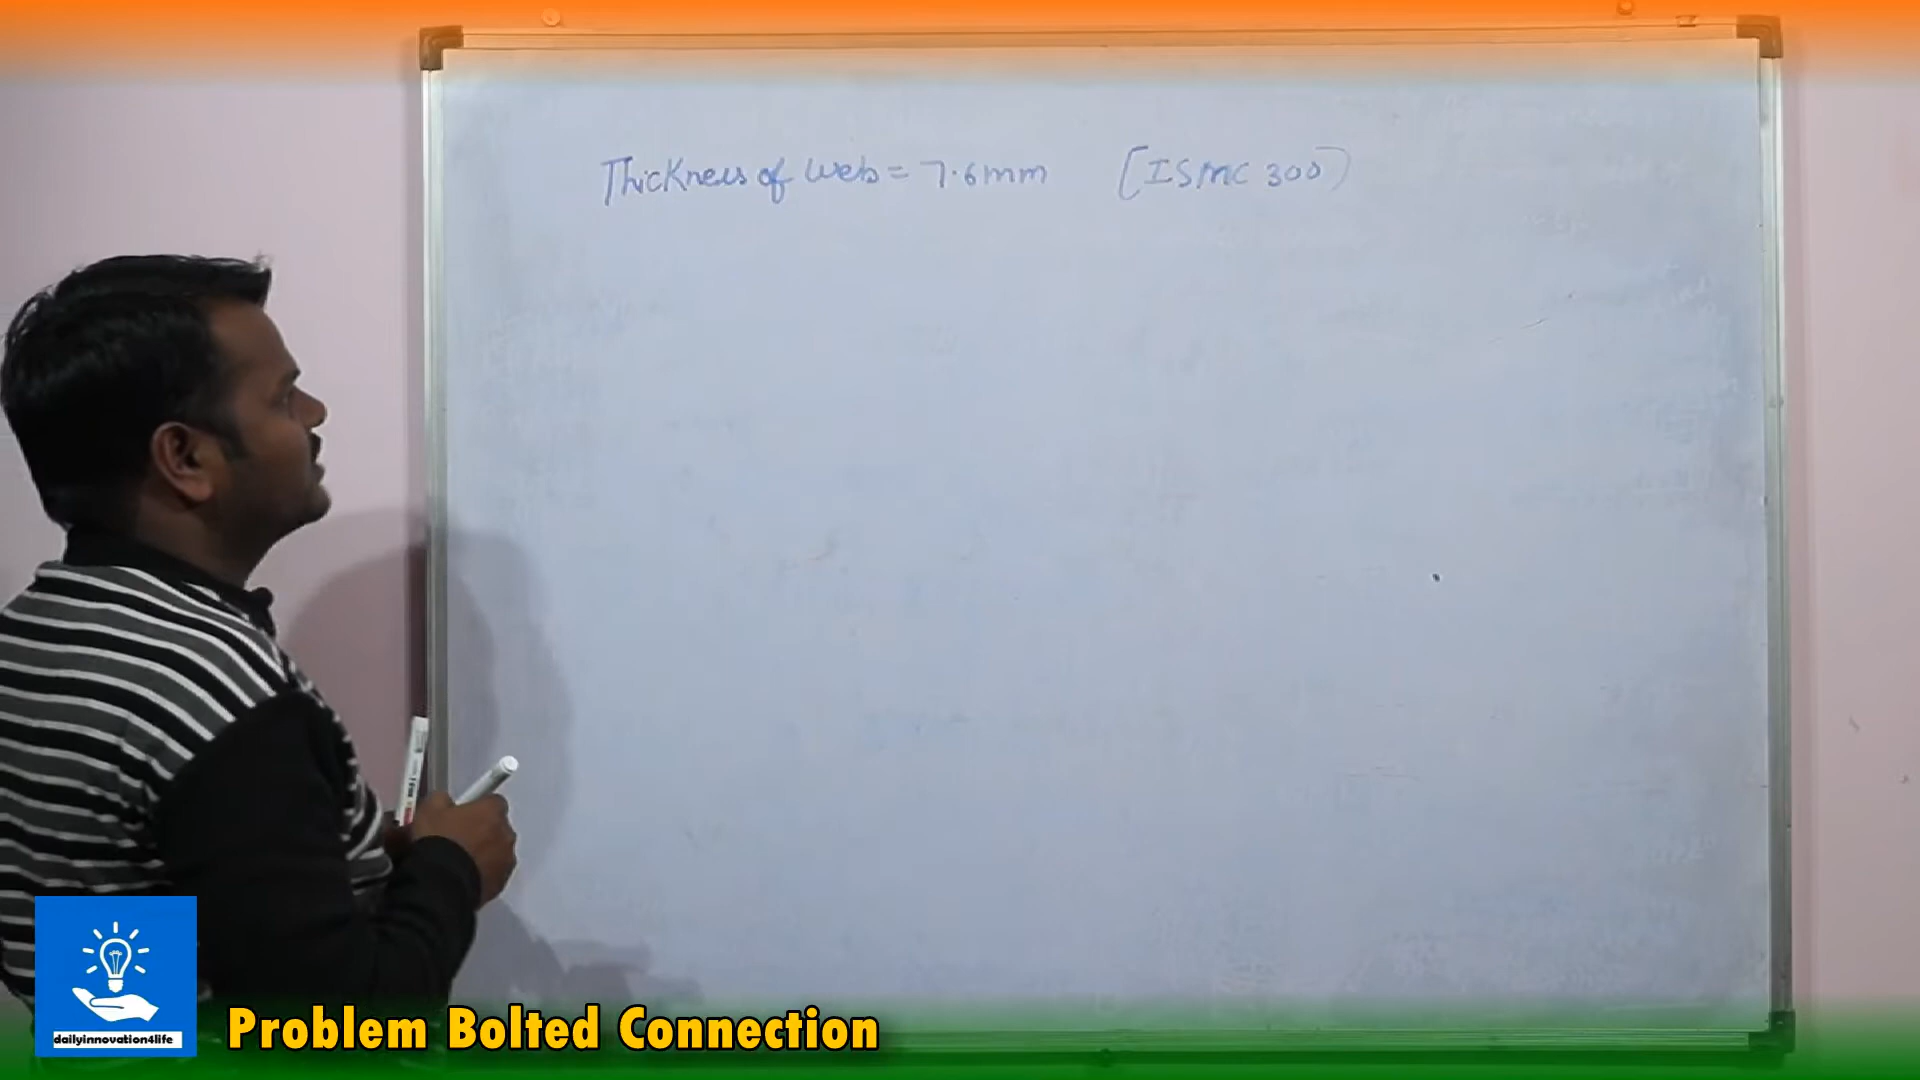 Thickness of web = 7.6mm [ISMC 300]
dailyinnovation4life
Problem Bolted Connection